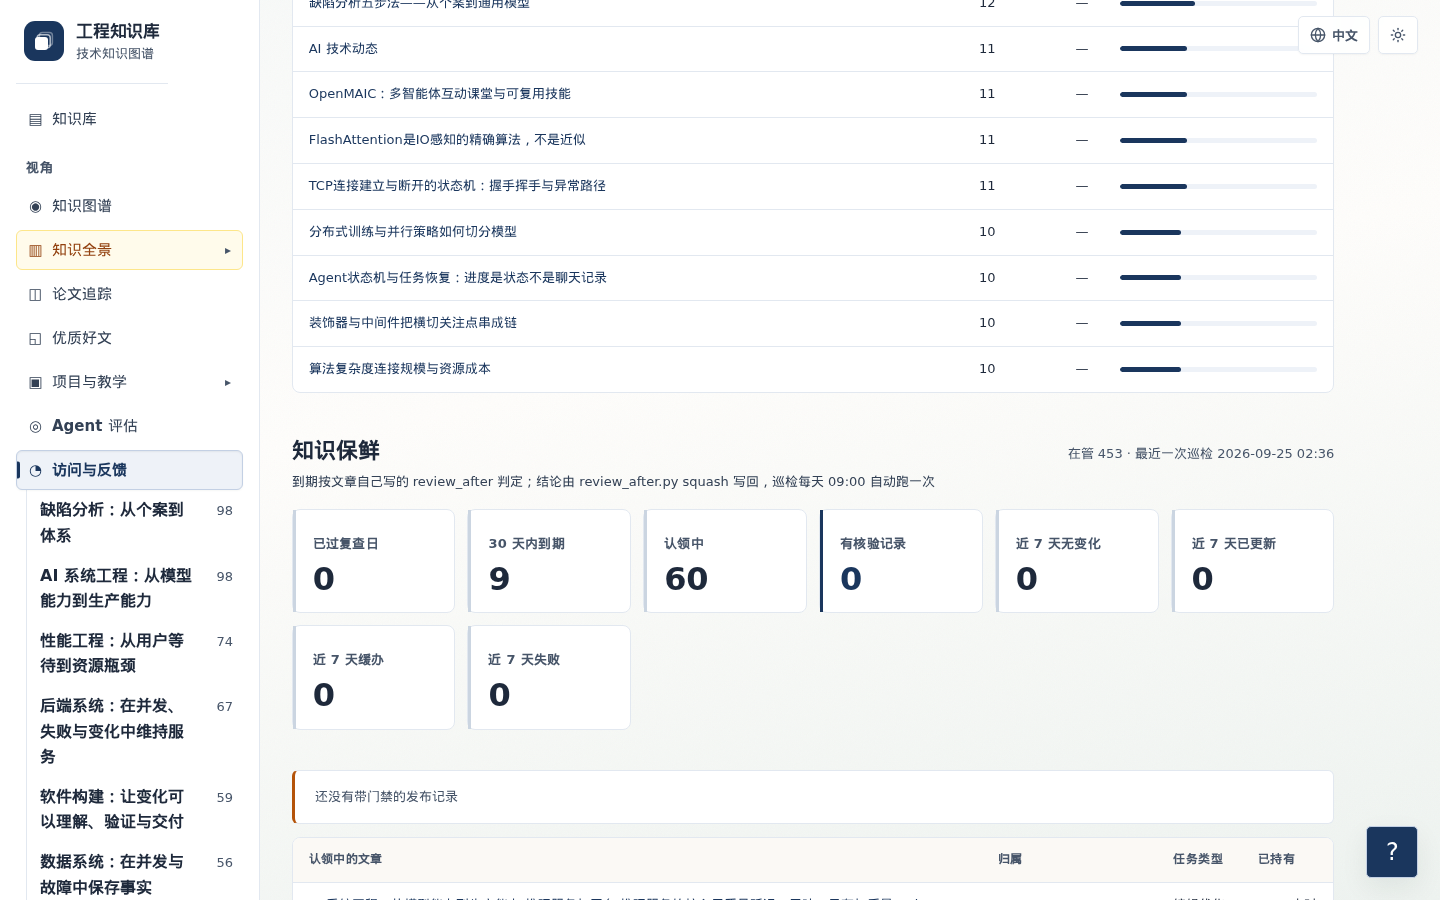 工程知识库
技术知识图谱
知识库
视角
知识图谱
知识全景
论文追踪
优质好文
项目与教学
Agent 评估
访问与反馈
缺陷分析：从个案到体系 98
AI 系统工程：从模型能力到生产能力 98
性能工程：从用户等待到资源瓶颈 74
后端系统：在并发、失败与变化中维持服务 67
软件构建：让变化可以理解、验证与交付 59
数据系统：在并发与故障中保存事实 56
中文
缺陷分析五步法——从个案到通用模型 12 —
AI 技术动态 11 —
OpenMAIC：多智能体互动课堂与可复用技能 11 —
FlashAttention是IO感知的精确算法，不是近似 11 —
TCP连接建立与断开的状态机：握手挥手与异常路径 11 —
分布式训练与并行策略如何切分模型 10 —
Agent状态机与任务恢复：进度是状态不是聊天记录 10 —
装饰器与中间件把横切关注点串成链 10 —
算法复杂度连接规模与资源成本 10 —
知识保鲜
在管 453 · 最近一次巡检 2026-09-25 02:36
到期按文章自己写的 review_after 判定；结论由 review_after.py squash 写回，巡检每天 09:00 自动跑一次
已过复查日
0
30 天内到期
9
认领中
60
有核验记录
0
近 7 天无变化
0
近 7 天已更新
0
近 7 天缓办
0
近 7 天失败
0
还没有带门禁的发布记录
认领中的文章 归属 任务类型 已持有
?